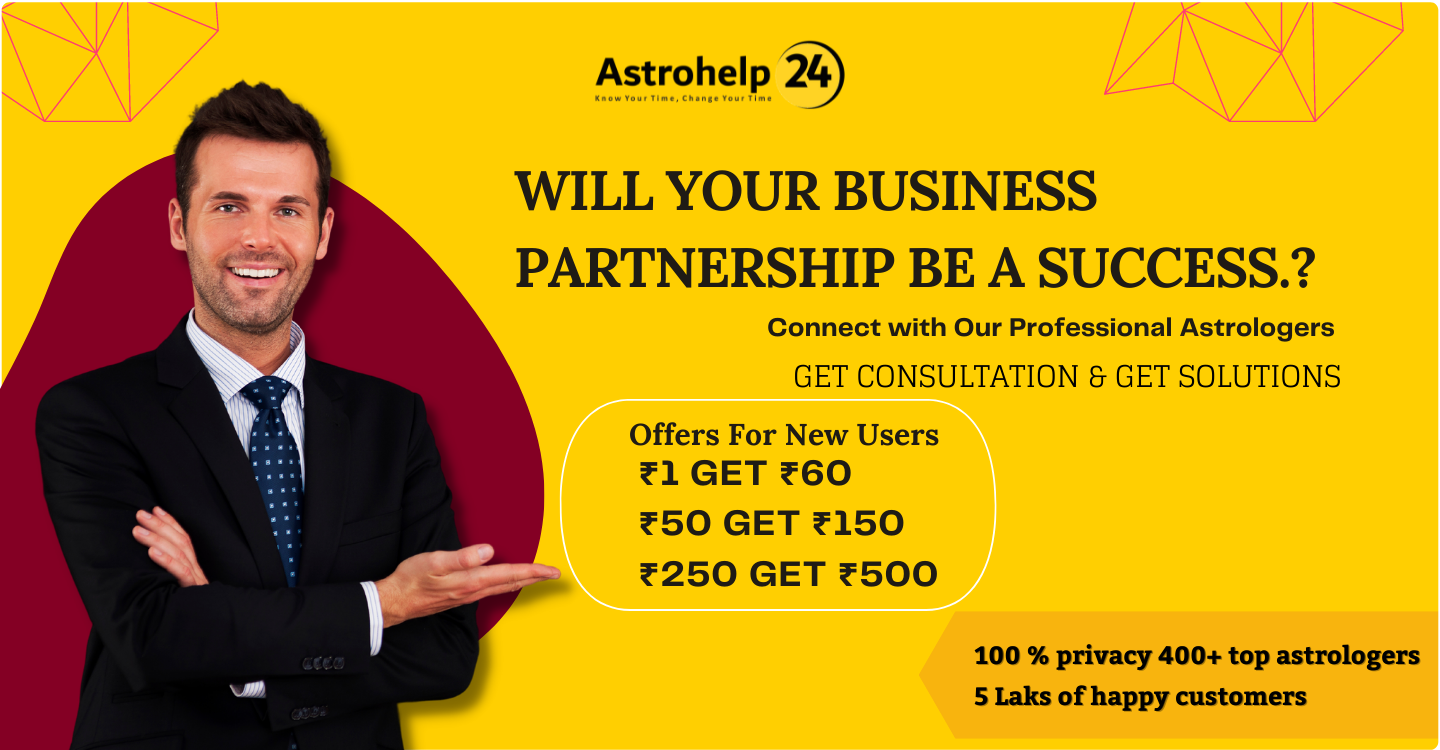 Astrohelp 24
Know Your Time, Change Your Time
WILL YOUR BUSINESS
PARTNERSHIP BE A SUCCESS.?
Connect with Our Professional Astrologers
GET CONSULTATION & GET SOLUTIONS
Offers For New Users
₹1 GET ₹60
₹50 GET ₹150
₹250 GET ₹500
100 % privacy 400+ top astrologers
5 Laks of happy customers